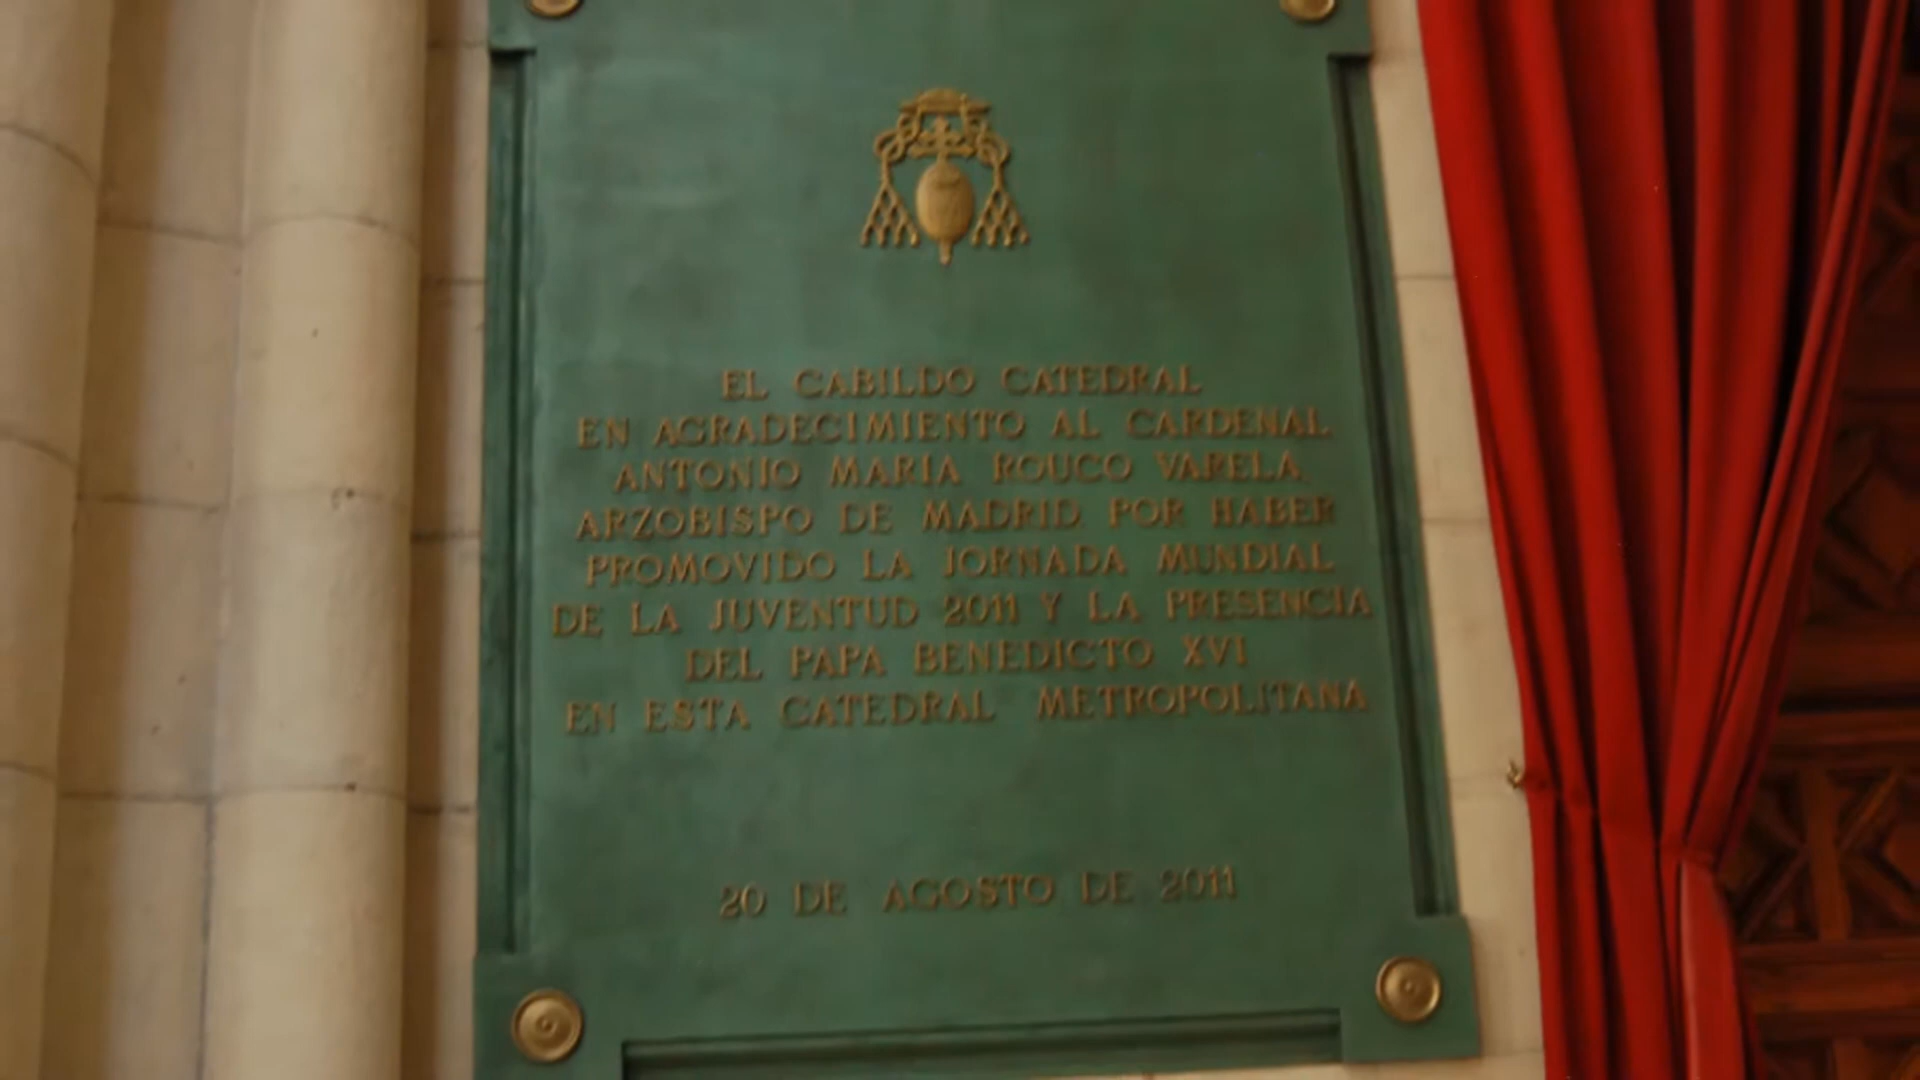 EL CABILDO CATEDRAL
EN AGRADECIMIENTO AL CARDENAL
ANTONIO MARIA ROUCO VARELA
ARZOBISPO DE MADRID POR HABER
PROMOVIDO LA JORNADA MUNDIAL
DE LA JUVENTUD 2011 Y LA PRESENCIA
DEL PAPA BENEDICTO XVI
EN ESTA CATEDRAL METROPOLITANA
20 DE AGOSTO DE 2011